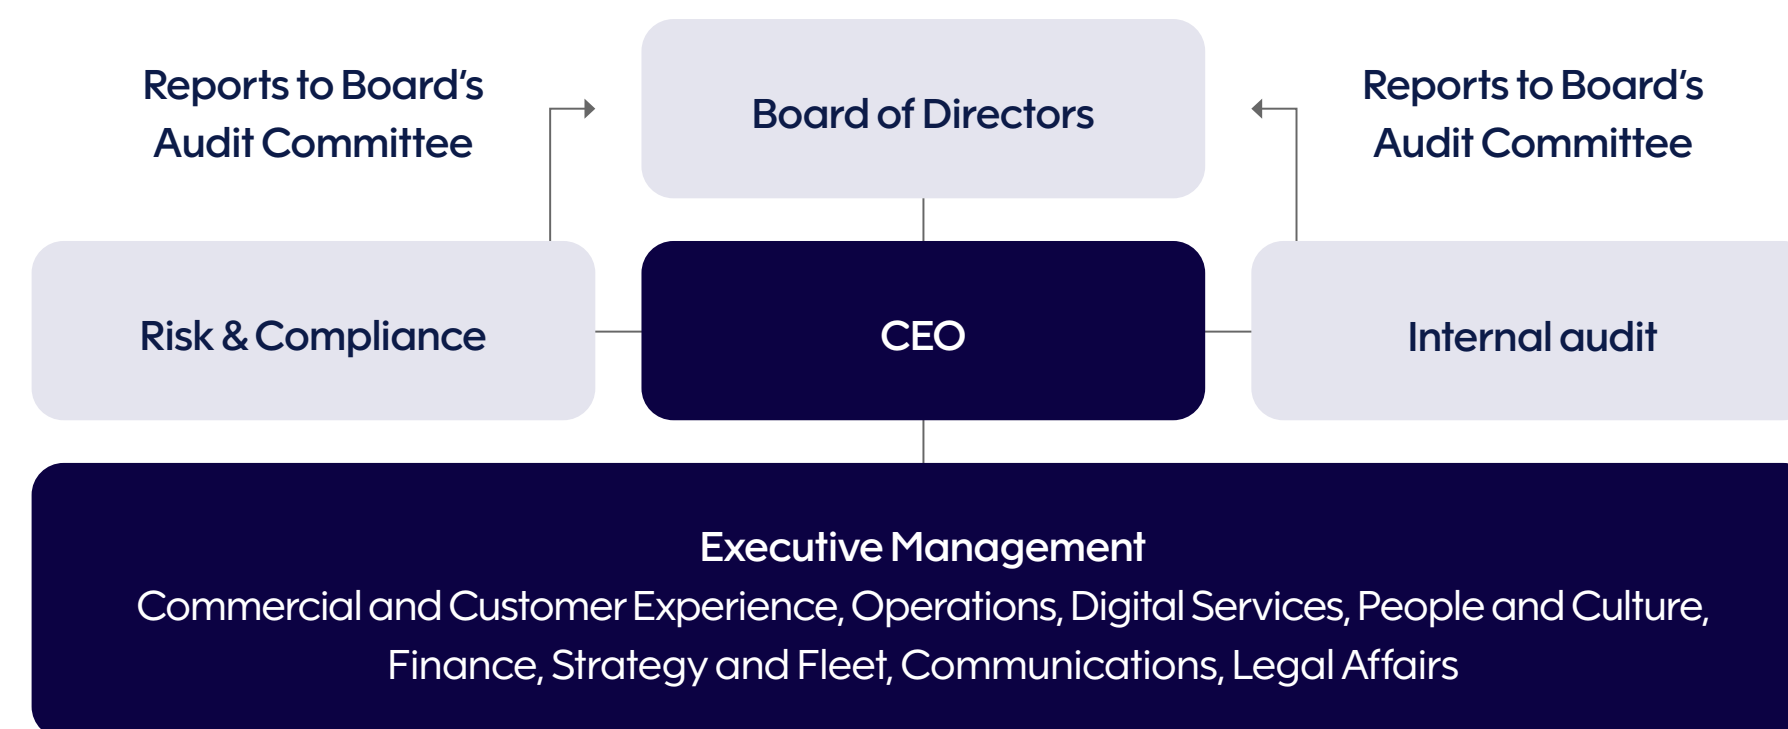 Reports to Board's
Audit Committee
Board of Directors
Reports to Board's
Audit Committee
Risk & Compliance
CEO
Internal audit
Executive Management
Commercial and Customer Experience, Operations, Digital Services, People and Culture,
Finance, Strategy and Fleet, Communications, Legal Affairs